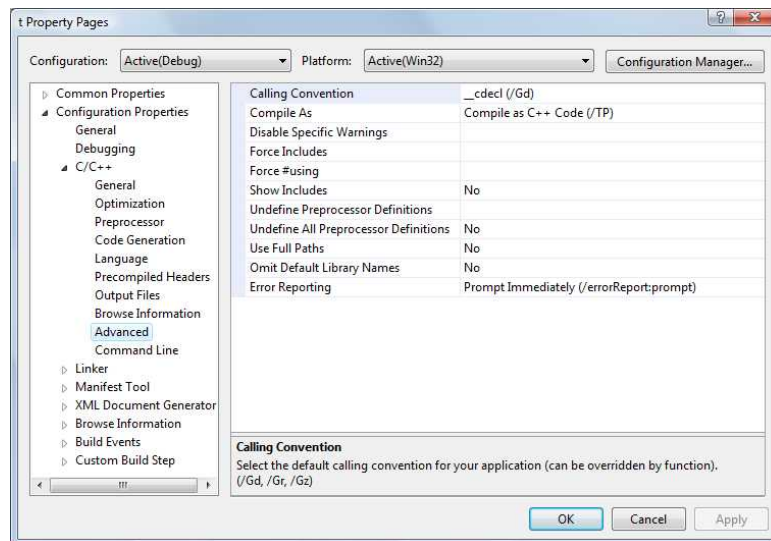 t Property Pages
Configuration: Active(Debug) Platform: Active(Win32) Configuration Manager...
Common Properties
Configuration Properties
General
Debugging
C/C++
General
Optimization
Preprocessor
Code Generation
Language
Precompiled Headers
Output Files
Browse Information
Advanced
Command Line
Linker
Manifest Tool
XML Document Generator
Browse Information
Build Events
Custom Build Step
Calling Convention __cdecl (/Gd)
Compile As Compile as C++ Code (/TP)
Disable Specific Warnings
Force Includes
Force #using
Show Includes No
Undefine Preprocessor Definitions
Undefine All Preprocessor Definitions No
Use Full Paths No
Omit Default Library Names No
Error Reporting Prompt Immediately (/errorReport:prompt)
Calling Convention
Select the default calling convention for your application (can be overridden by function).
(/Gd, /Gr, /Gz)
OK Cancel Apply